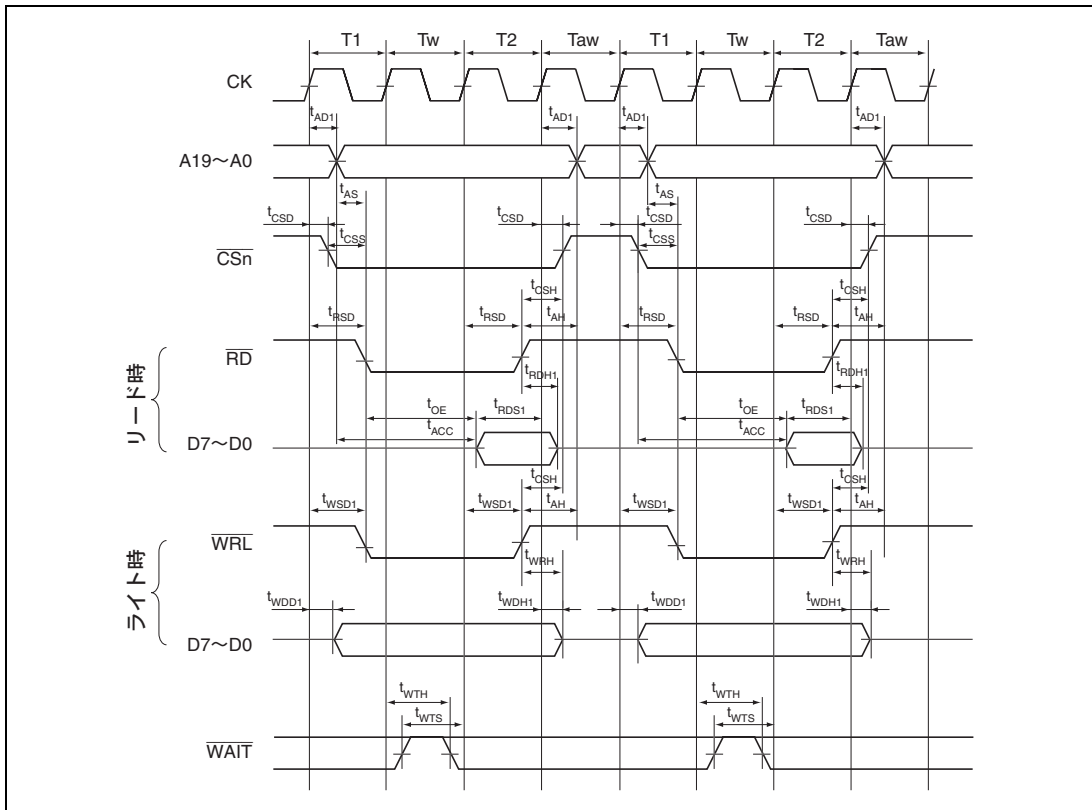 T1 Tw T2 Taw T1 Tw T2 Taw
CK
tAD1 tAD1 tAD1 tAD1
A19～A0
tAS tAS
tCSD tCSD tCSD tCSD
tCSS tCSS
CSn
tCSH tCSH
tRSD tRSD tAH tRSD tRSD tAH
RD
tRDH1 tRDH1
リード時
tOE tRDS1 tOE tRDS1
tACC tACC
D7～D0
tCSH tCSH
tWSD1 tWSD1 tAH tWSD1 tWSD1 tAH
WRL
tWRH tWRH
ライト時
tWDD1 tWDH1 tWDD1 tWDH1
D7～D0
tWTH tWTH
tWTS tWTS
WAIT